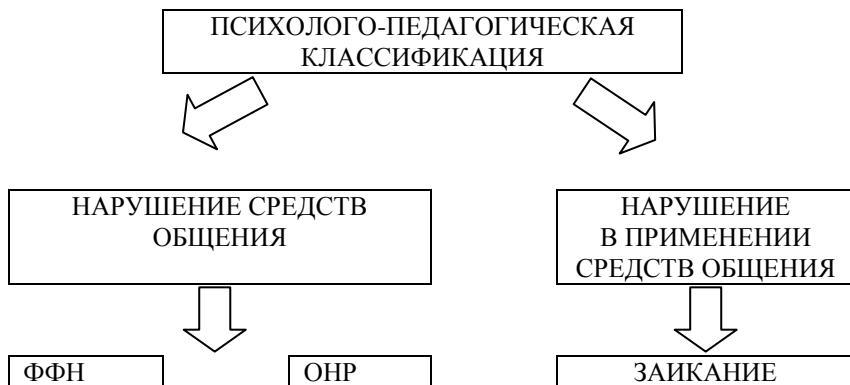 ПСИХОЛОГО-ПЕДАГОГИЧЕСКАЯ
КЛАССИФИКАЦИЯ
НАРУШЕНИЕ СРЕДСТВ
ОБЩЕНИЯ
НАРУШЕНИЕ
В ПРИМЕНЕНИИ
СРЕДСТВ ОБЩЕНИЯ
ФФН
ОНР
ЗАИКАНИЕ